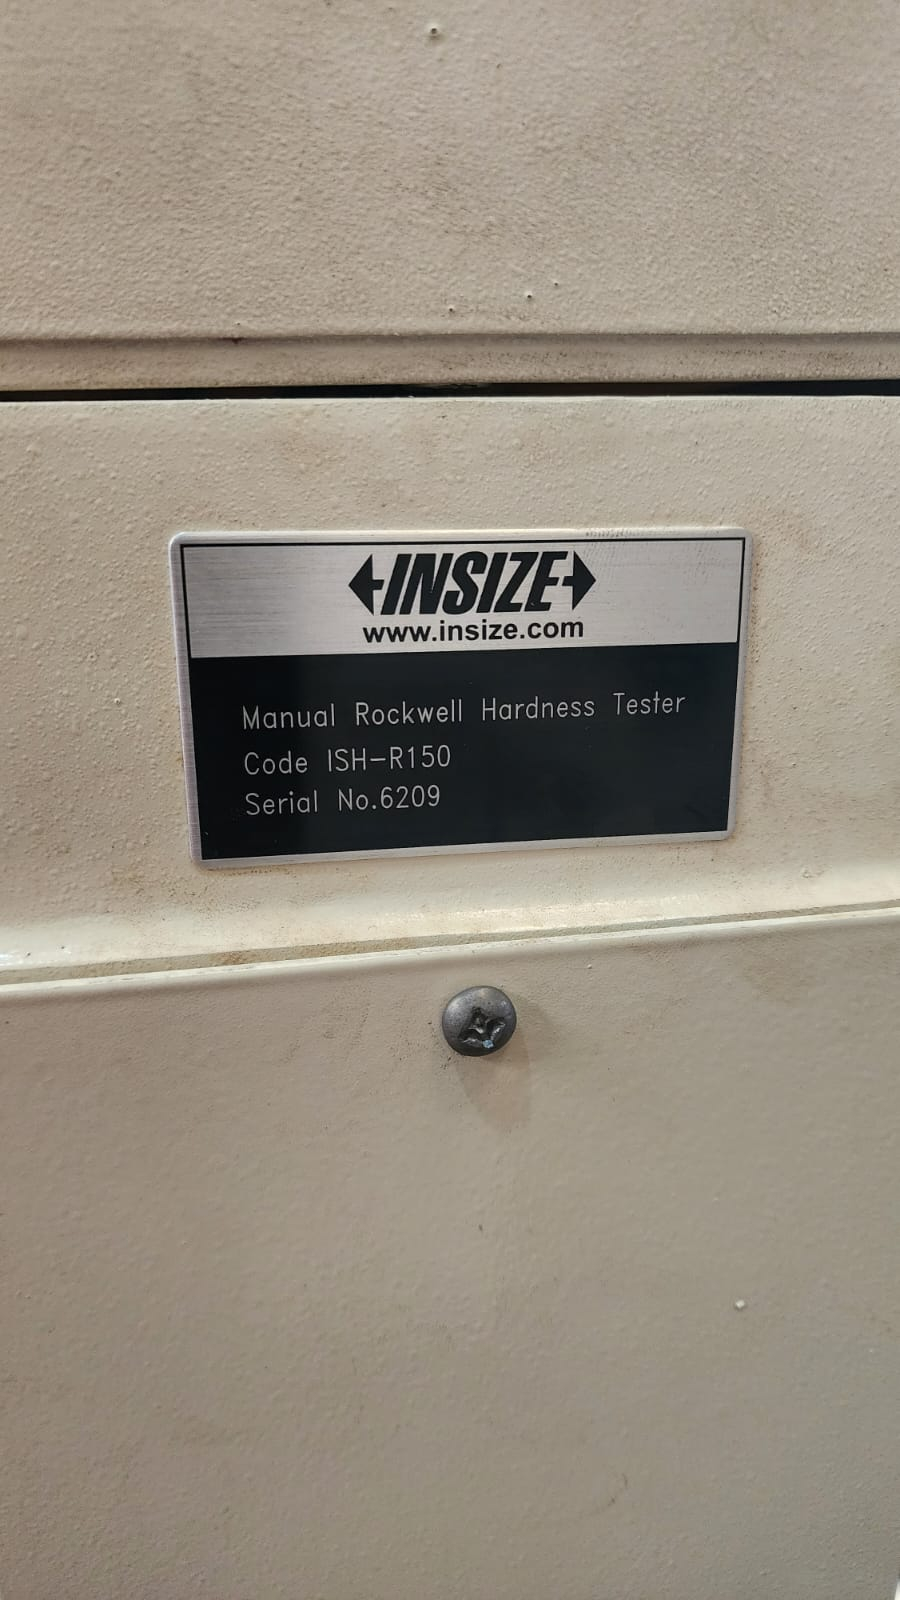 INSIZE
www.insize.com
Manual Rockwell Hardness Tester
Code ISH-R150
Serial No.6209